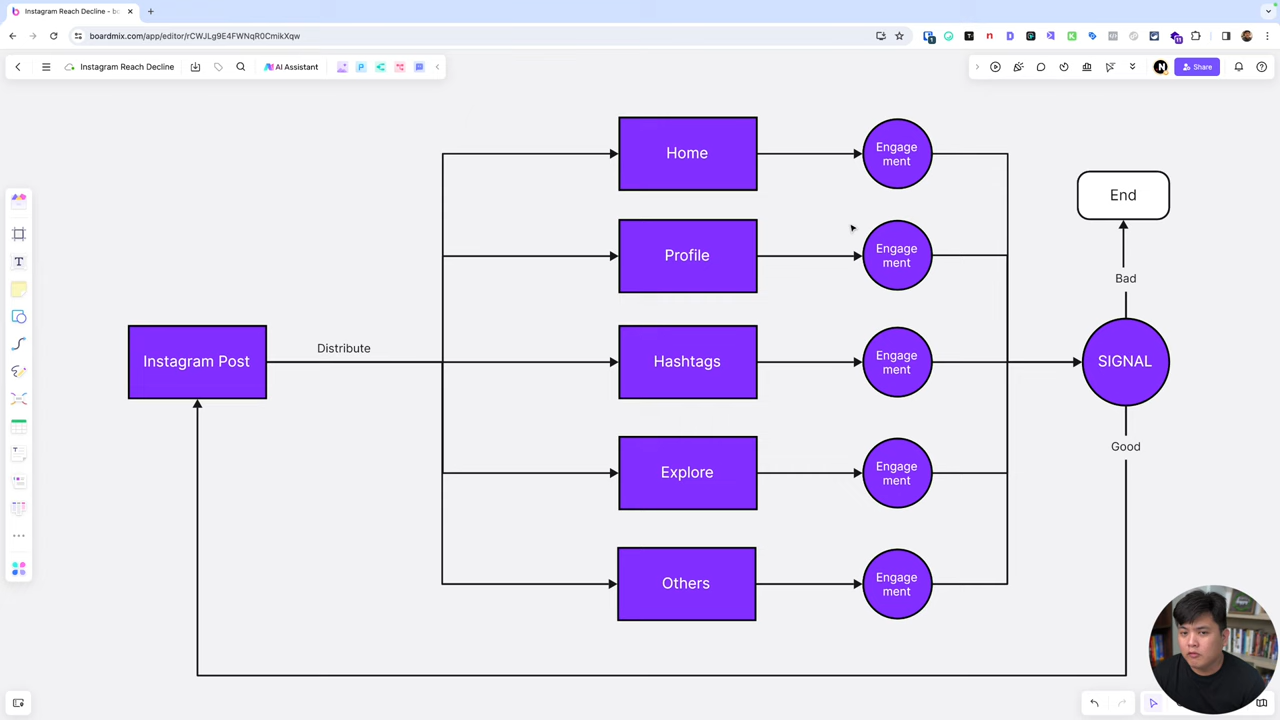 Instagram Reach Decline - bo
boardmix.com/app/editor/rCWJLg9E4FWNqR0CmikXqw
Instagram Reach Decline
AI Assistant
Share
Home
Engage
ment
End
Profile
Engage
ment
Bad
Instagram Post
Distribute
Hashtags
Engage
ment
SIGNAL
Good
Explore
Engage
ment
Others
Engage
ment